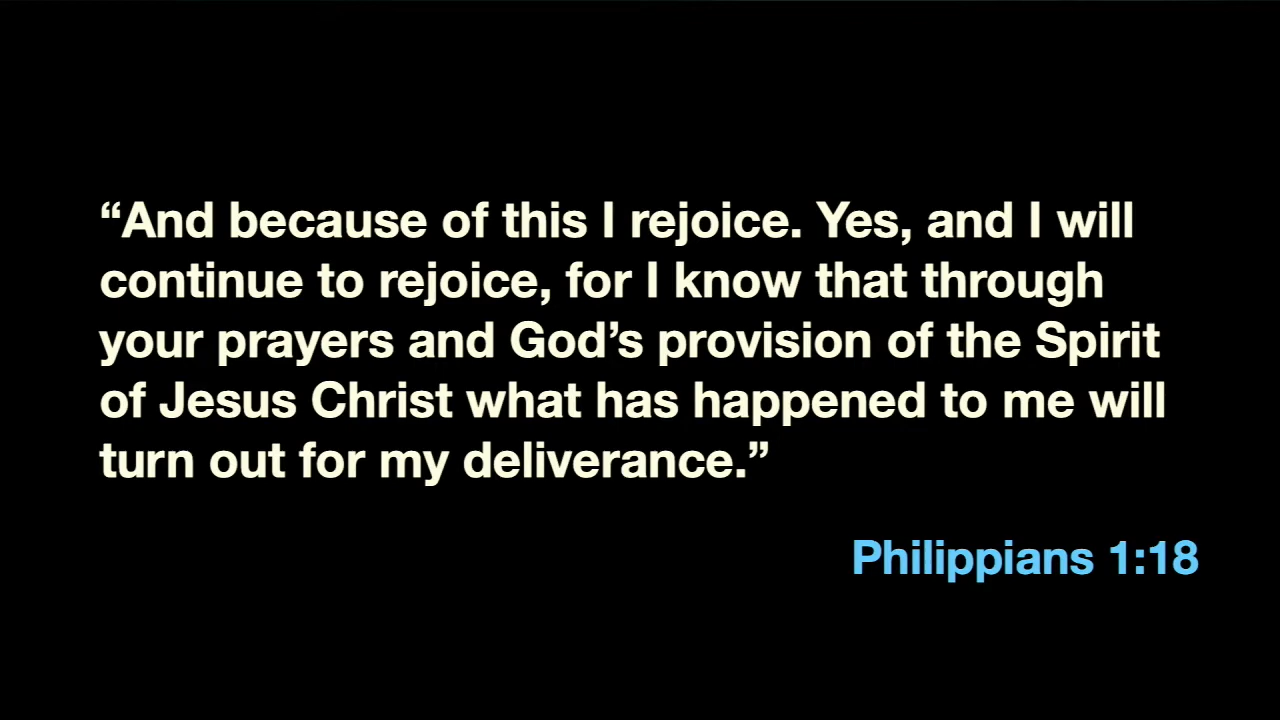 “And because of this I rejoice. Yes, and I will
continue to rejoice, for I know that through
your prayers and God’s provision of the Spirit
of Jesus Christ what has happened to me will
turn out for my deliverance.”
Philippians 1:18